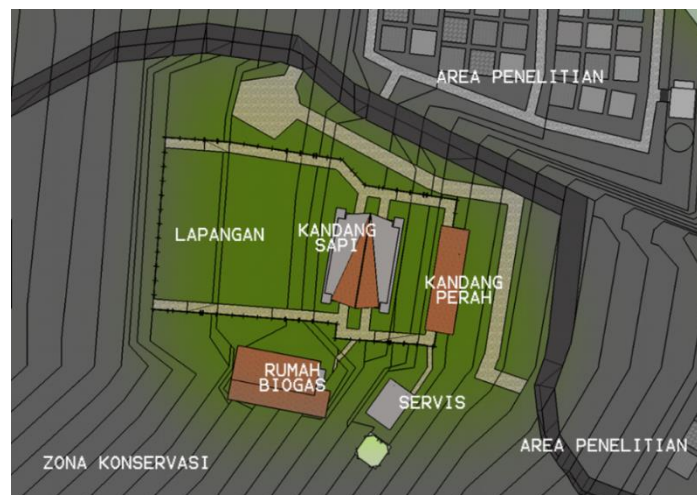 AREA PENELITIAN
LAPANGAN
KANDANG
SAPI
KANDANG
PERAH
RUMAH
BIOGAS
SERVIS
AREA PENELITIAN
ZONA KONSERVASI